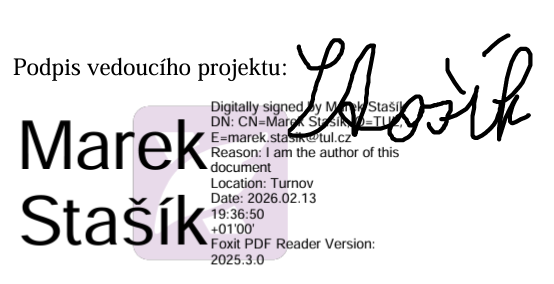 Podpis vedoucího projektu: Stašík
Marek
Stašík
Digitally signed by Marek Stašík
DN: CN=Marek Stašík, O=TUL,
E=marek.stasik@tul.cz
Reason: I am the author of this
document
Location: Turnov
Date: 2026.02.13
19:36:50
+01'00'
Foxit PDF Reader Version:
2025.3.0